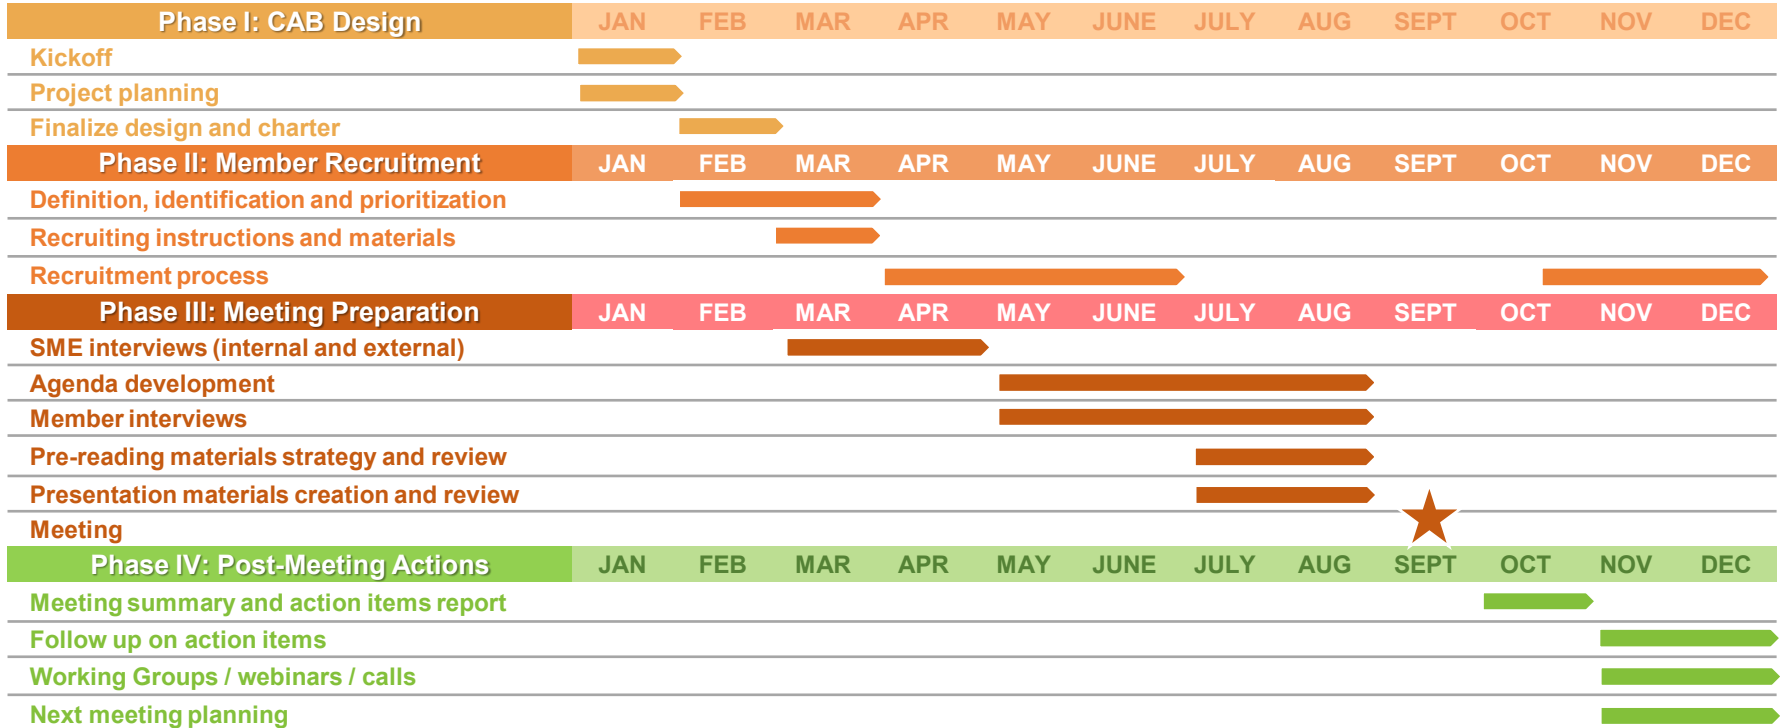 Phase I: CAB Design JAN FEB MAR APR MAY JUNE JULY AUG SEPT OCT NOV DEC
Kickoff
Project planning
Finalize design and charter
Phase II: Member Recruitment JAN FEB MAR APR MAY JUNE JULY AUG SEPT OCT NOV DEC
Definition, identification and prioritization
Recruiting instructions and materials
Recruitment process
Phase III: Meeting Preparation JAN FEB MAR APR MAY JUNE JULY AUG SEPT OCT NOV DEC
SME interviews (internal and external)
Agenda development
Member interviews
Pre-reading materials strategy and review
Presentation materials creation and review
Meeting
Phase IV: Post-Meeting Actions JAN FEB MAR APR MAY JUNE JULY AUG SEPT OCT NOV DEC
Meeting summary and action items report
Follow up on action items
Working Groups / webinars / calls
Next meeting planning